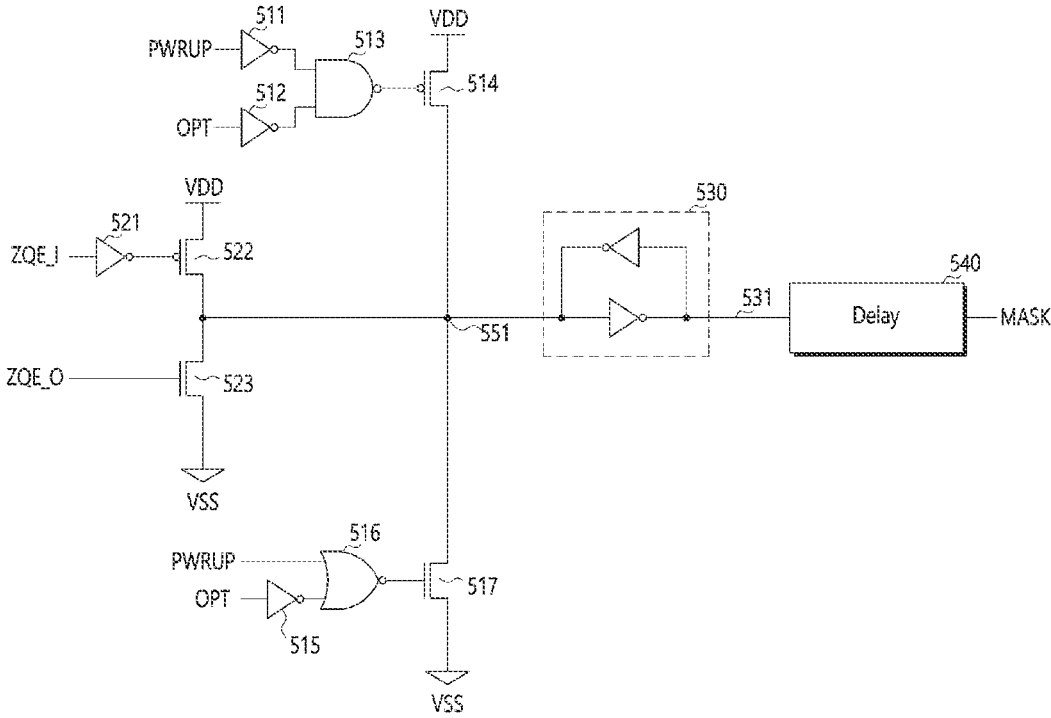 511
VDD
PWRUP
513
514
512
OPT
VDD
521
530
ZQE_I
522
540
531
Delay
MASK
551
ZQE_O
523
VSS
516
PWRUP
517
OPT
515
VSS